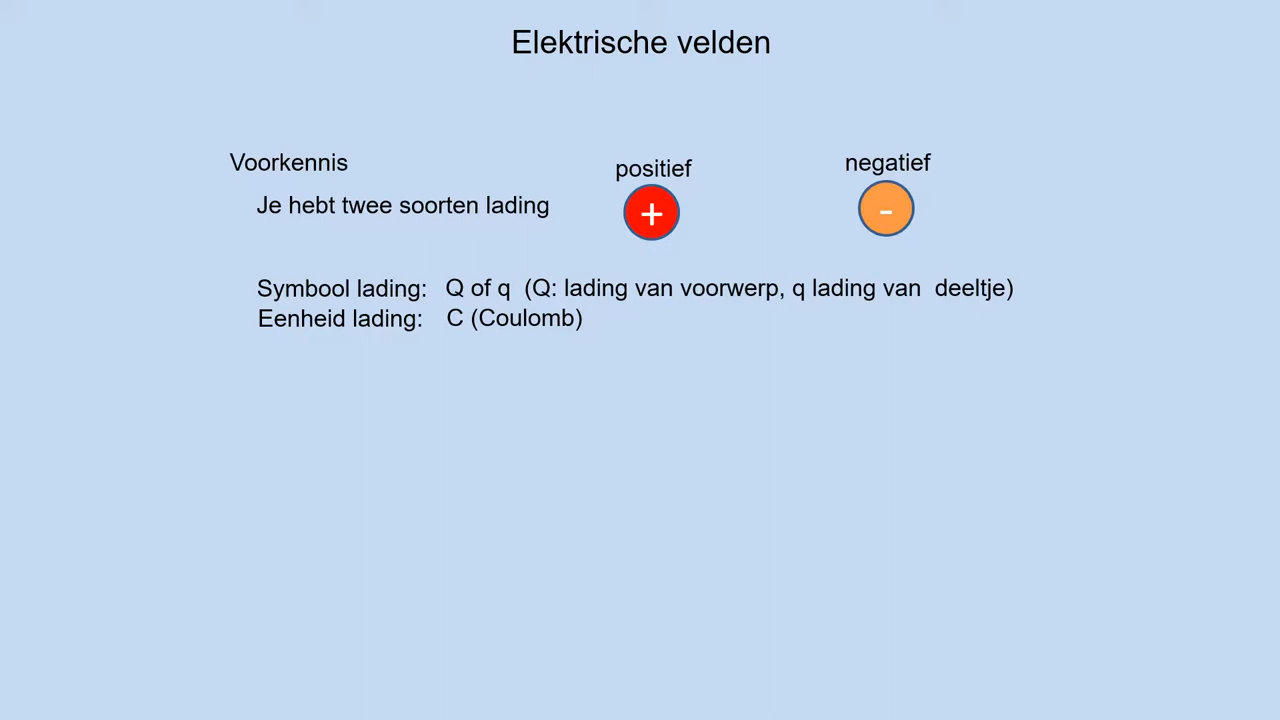 Elektrische velden
Voorkennis
positief
negatief
Je hebt twee soorten lading
+
-
Symbool lading: Q of q (Q: lading van voorwerp, q lading van deeltje)
Eenheid lading: C (Coulomb)